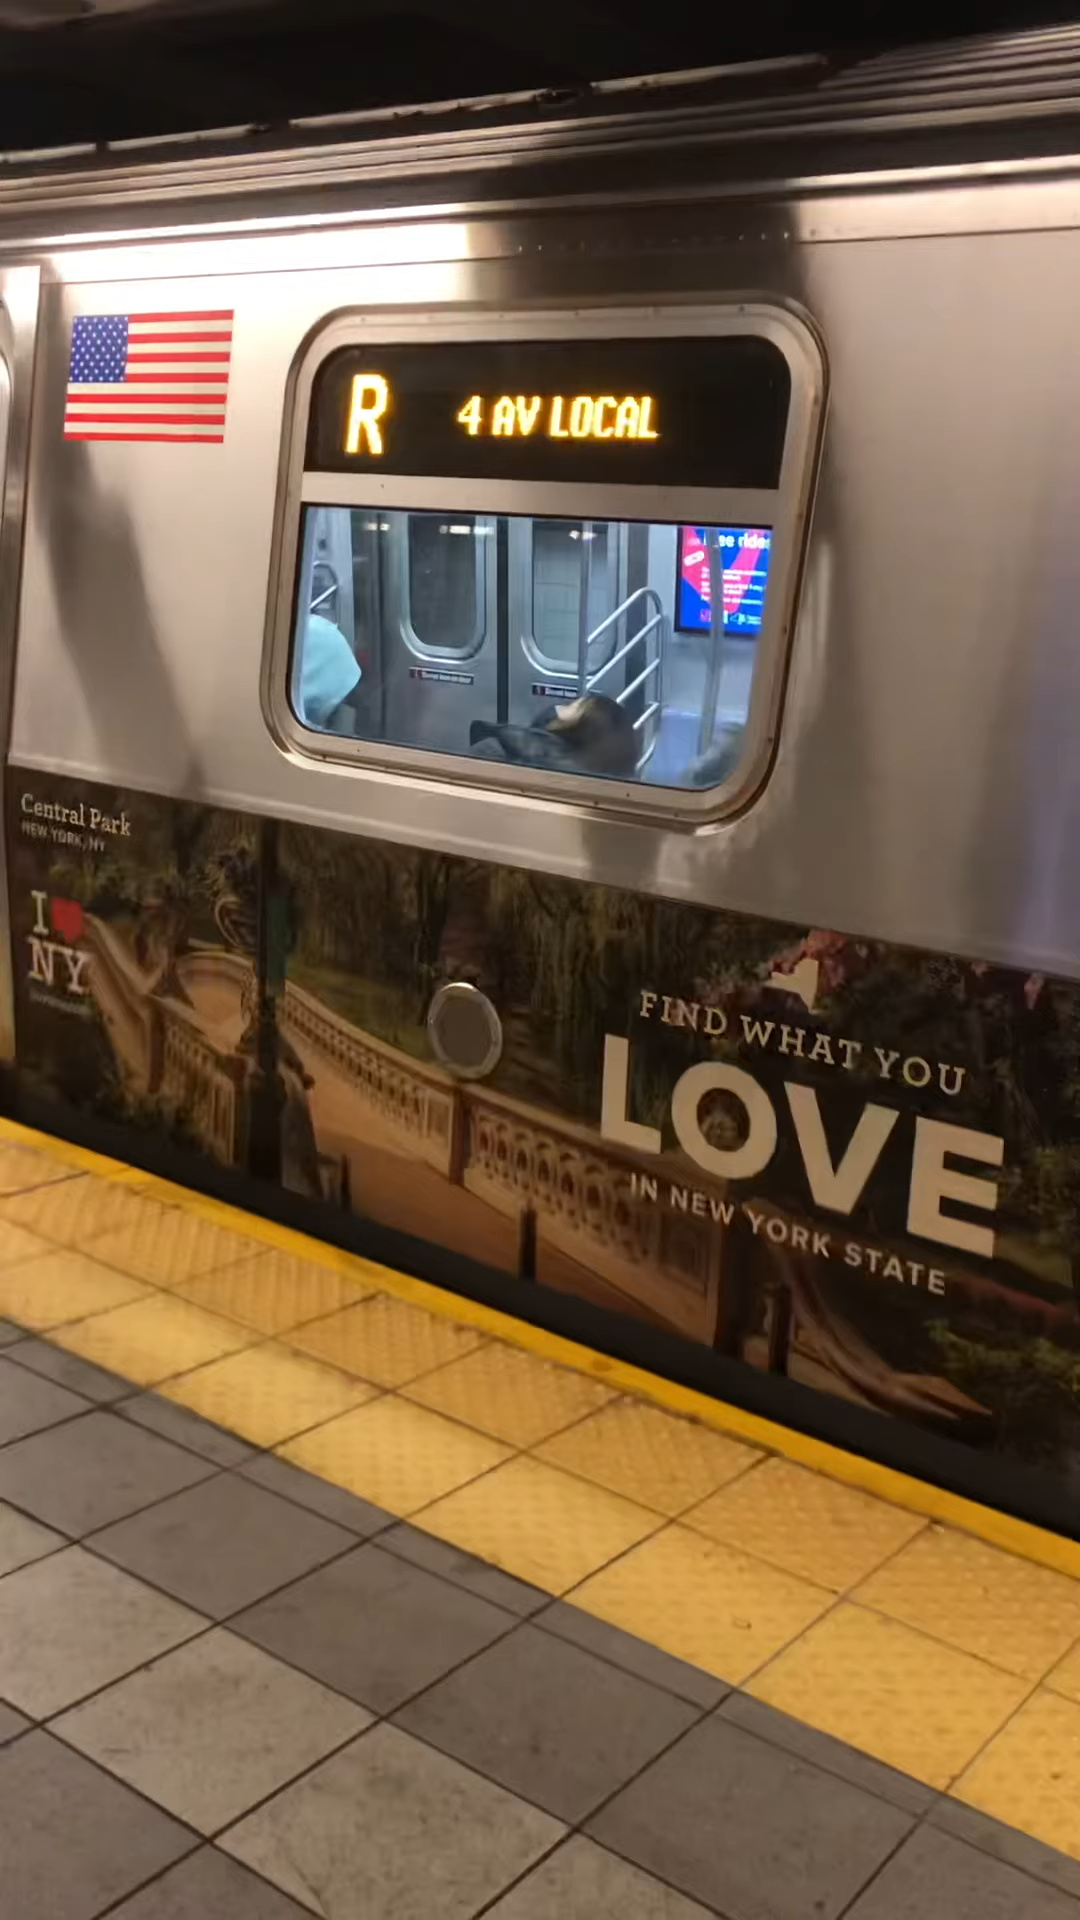 R 4 AV LOCAL
Central Park
NEW YORK, NY
I
NY
FIND WHAT YOU
LOVE
IN NEW YORK STATE